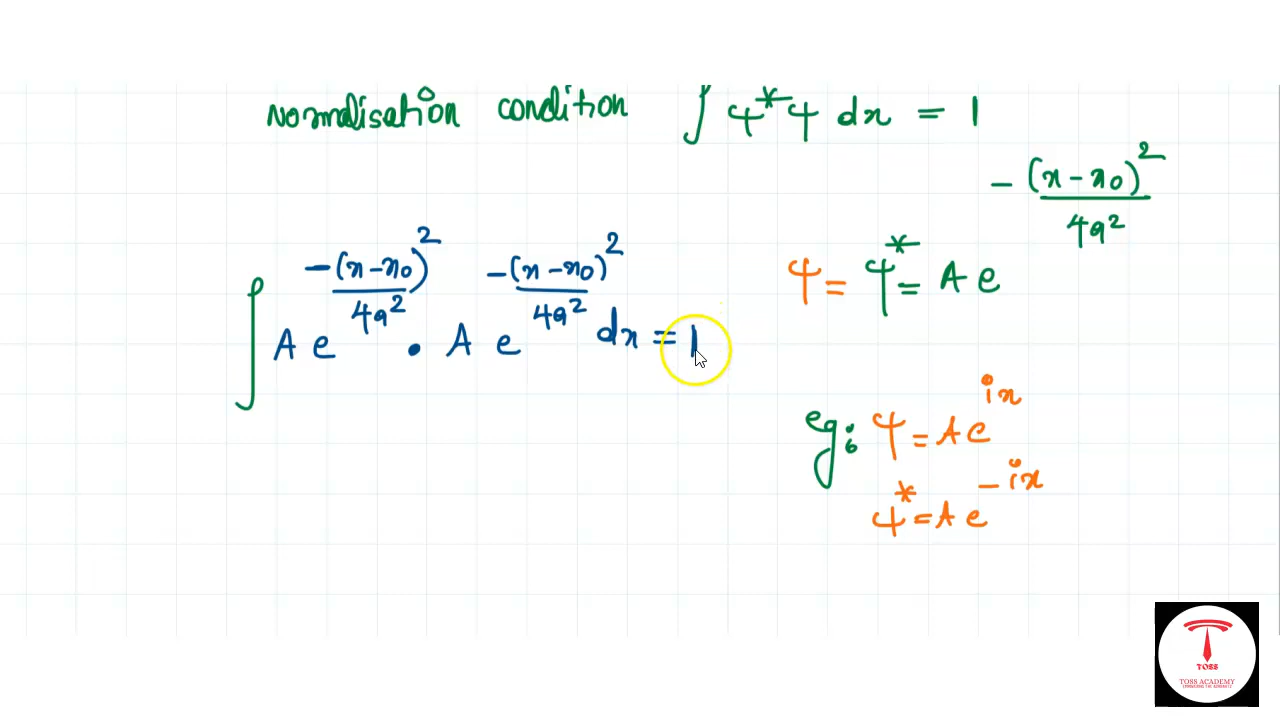 Normalisation condition ∫ ψ*ψ dx = 1
∫ A e^{-(x-x₀)²/4a²} • A e^{-(x-x₀)²/4a²} dx = 1
ψ = ψ* = A e^{-(x-x₀)²/4a²}
eg: ψ = A e^{ix}
ψ* = A e^{-ix}
TOSS
TOSS ACADEMY